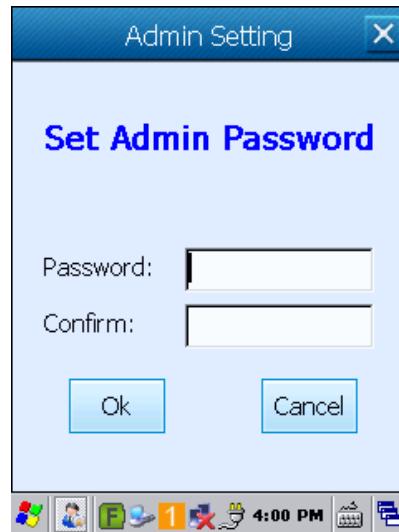 Admin Setting
Set Admin Password
Password:
Confirm:
Ok Cancel
F 1 4:00 PM